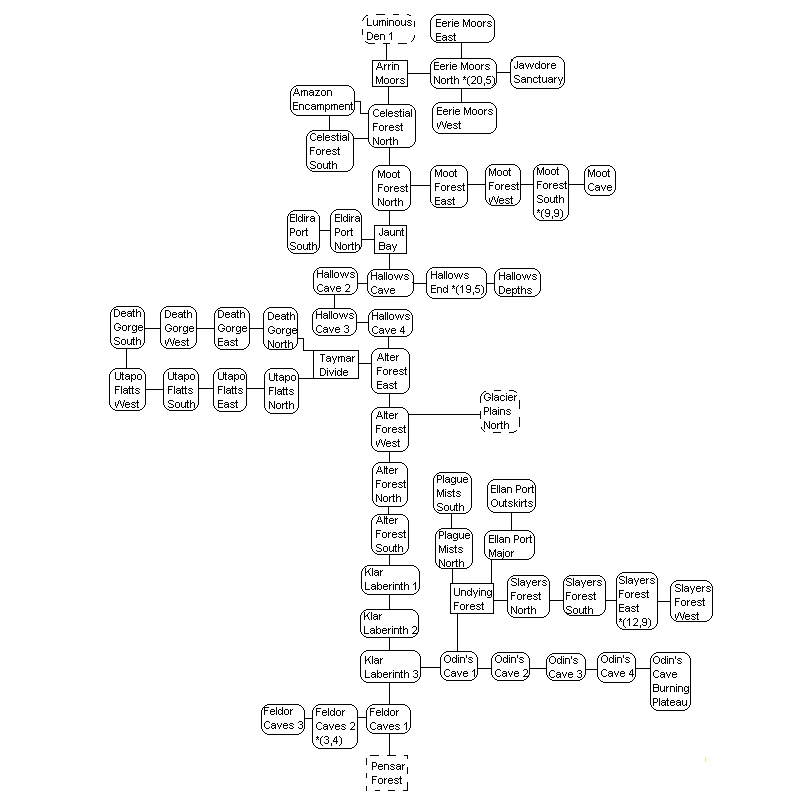 Luminous
Den 1
Eerie Moors
East
Arrin
Moors
Eerie Moors
North *(20,5)
Jawdore
Sanctuary
Amazon
Encampment
Celestial
Forest
North
Eerie Moors
West
Celestial
Forest
South
Moot
Forest
North
Moot
Forest
East
Moot
Forest
West
Moot
Forest
South
*(9,9)
Moot
Cave
Eldira
Port
South
Eldira
Port
North
Jaunt
Bay
Hallows
Cave 2
Hallows
Cave
Hallows
End *(19,5)
Hallows
Depths
Death
Gorge
South
Death
Gorge
West
Death
Gorge
East
Death
Gorge
North
Hallows
Cave 3
Hallows
Cave 4
Taymar
Divide
Alter
Forest
East
Utapo
Flatts
West
Utapo
Flatts
South
Utapo
Flatts
East
Utapo
Flatts
North
Glacier
Plains
North
Alter
Forest
West
Alter
Forest
North
Plague
Mists
South
Ellan Port
Outskirts
Alter
Forest
South
Plague
Mists
North
Ellan Port
Major
Klar
Laberinth 1
Undying
Forest
Slayers
Forest
North
Slayers
Forest
South
Slayers
Forest
East
*(12,9)
Slayers
Forest
West
Klar
Laberinth 2
Klar
Laberinth 3
Odin's
Cave 1
Odin's
Cave 2
Odin's
Cave 3
Odin's
Cave 4
Odin's
Cave
Burning
Plateau
Feldor
Caves 3
Feldor
Caves 2
*(3,4)
Feldor
Caves 1
Pensar
Forest